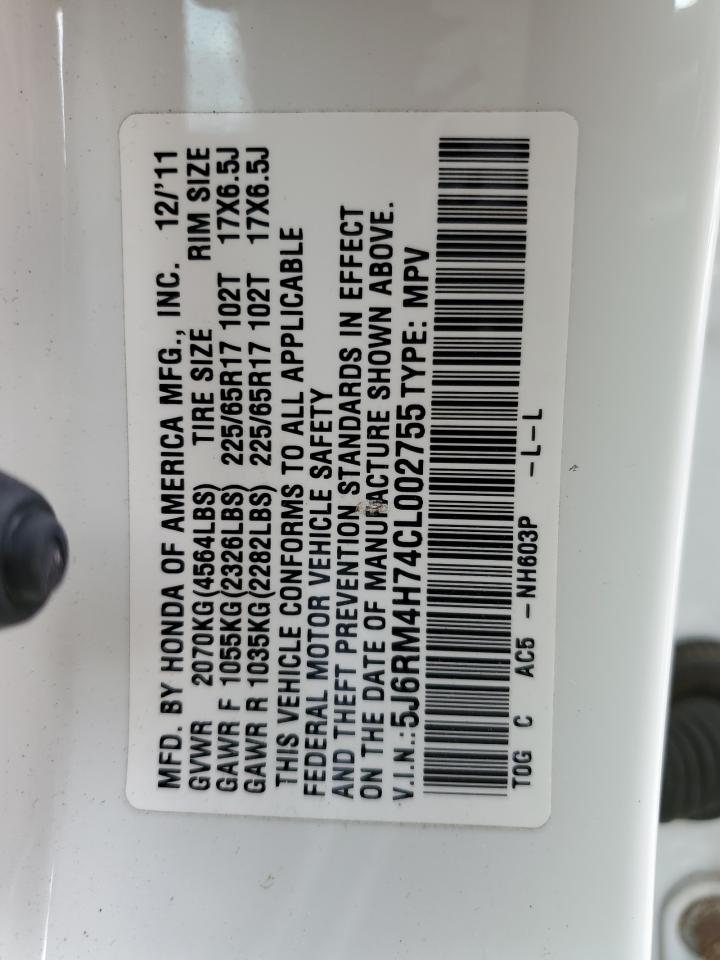 MFD. BY HONDA OF AMERICA MFG., INC. 12/'11
GVWR 2070KG(4564LBS) TIRE SIZE RIM SIZE
GAWR F 1055KG(2326LBS) 225/65R17 102T 17X6.5J
GAWR R 1035KG(2282LBS) 225/65R17 102T 17X6.5J
THIS VEHICLE CONFORMS TO ALL APPLICABLE
FEDERAL MOTOR VEHICLE SAFETY
AND THEFT PREVENTION STANDARDS IN EFFECT
ON THE DATE OF MANUFACTURE SHOWN ABOVE.
V.I.N.:5J6RM4H74CL002755 TYPE: MPV
T0G C AC5 -NH603P -L-L